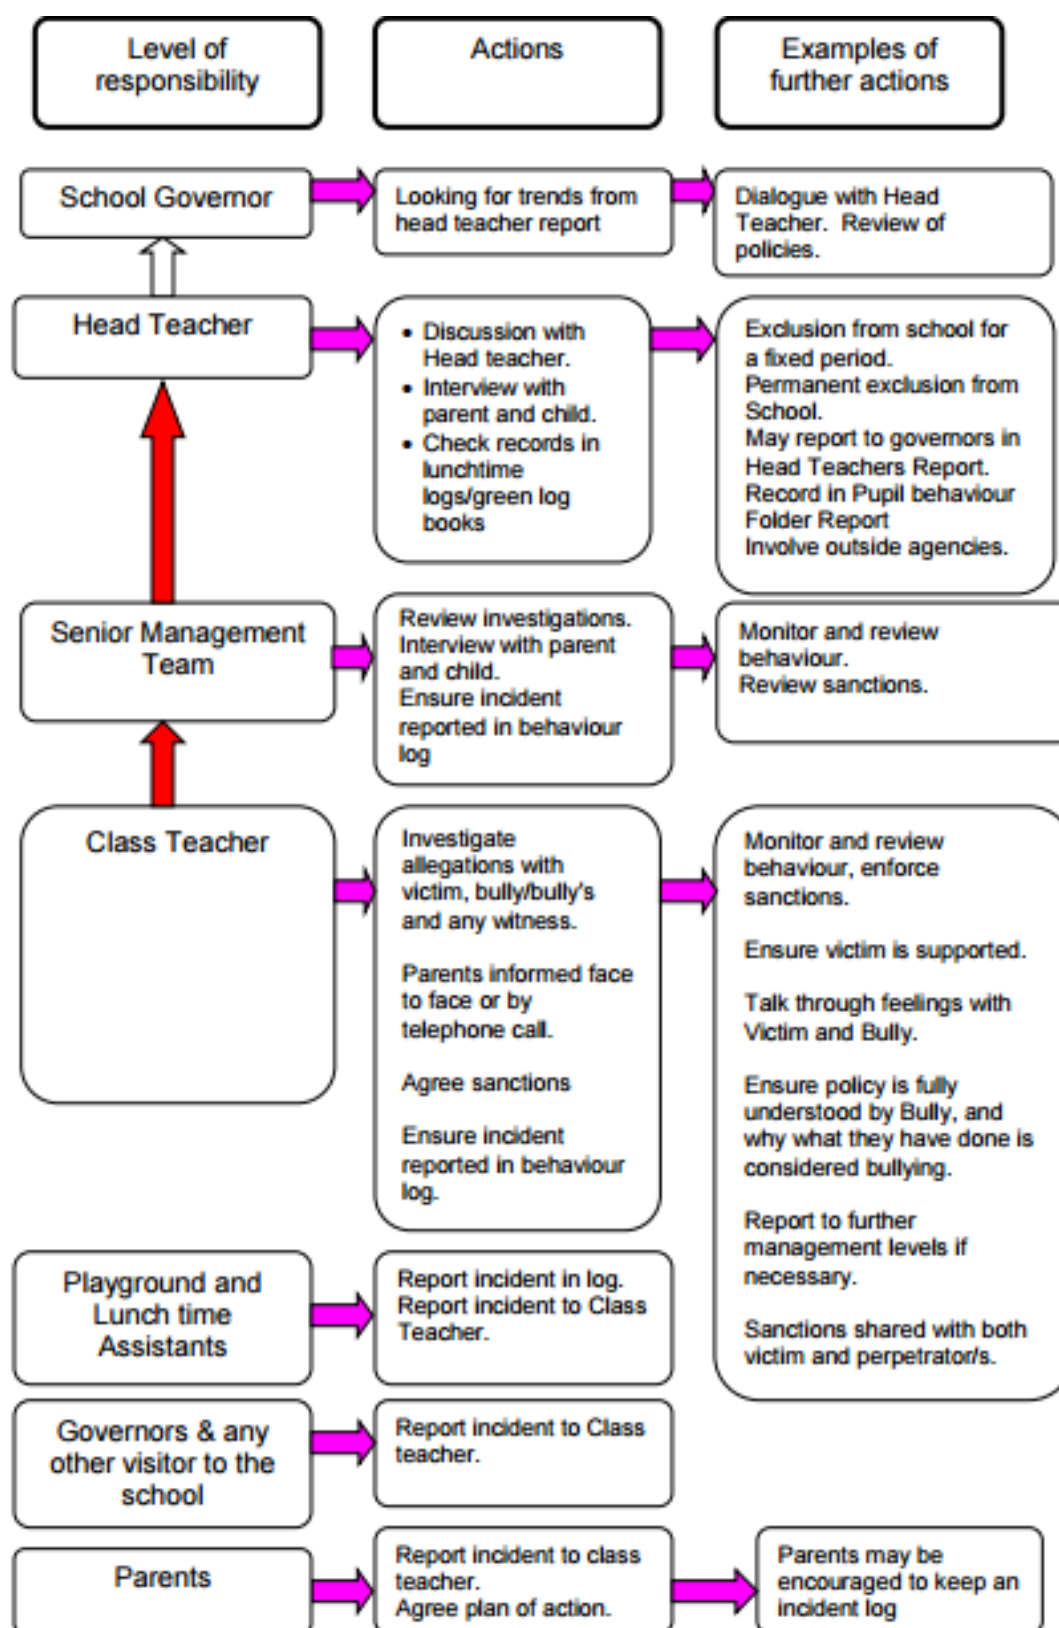 Level of
responsibility
Actions
Examples of
further actions
School Governor
Looking for trends from
head teacher report
Dialogue with Head
Teacher.  Review of
policies.
Head Teacher
• Discussion with
Head teacher.
• Interview with
parent and child.
• Check records in
lunchtime
logs/green log
books
Exclusion from school for
a fixed period.
Permanent exclusion from
School.
May report to governors in
Head Teachers Report.
Record in Pupil behaviour
Folder Report
Involve outside agencies.
Senior Management
Team
Review investigations.
Interview with parent
and child.
Ensure incident
reported in behaviour
log
Monitor and review
behaviour.
Review sanctions.
Class Teacher
Investigate
allegations with
victim, bully/bully's
and any witness.
Parents informed face
to face or by
telephone call.
Agree sanctions
Ensure incident
reported in behaviour
log.
Monitor and review
behaviour, enforce
sanctions.
Ensure victim is supported.
Talk through feelings with
Victim and Bully.
Ensure policy is fully
understood by Bully, and
why what they have done is
considered bullying.
Report to further
management levels if
necessary.
Sanctions shared with both
victim and perpetrator/s.
Playground and
Lunch time
Assistants
Report incident in log.
Report incident to Class
Teacher.
Governors & any
other visitor to the
school
Report incident to Class
teacher.
Parents
Report incident to class
teacher.
Agree plan of action.
Parents may be
encouraged to keep an
incident log